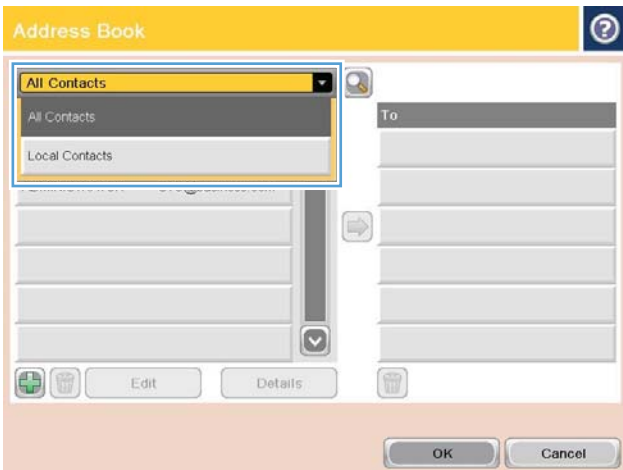 Address Book
?
All Contacts
All Contacts
To
Local Contacts
Edit
Details
OK
Cancel